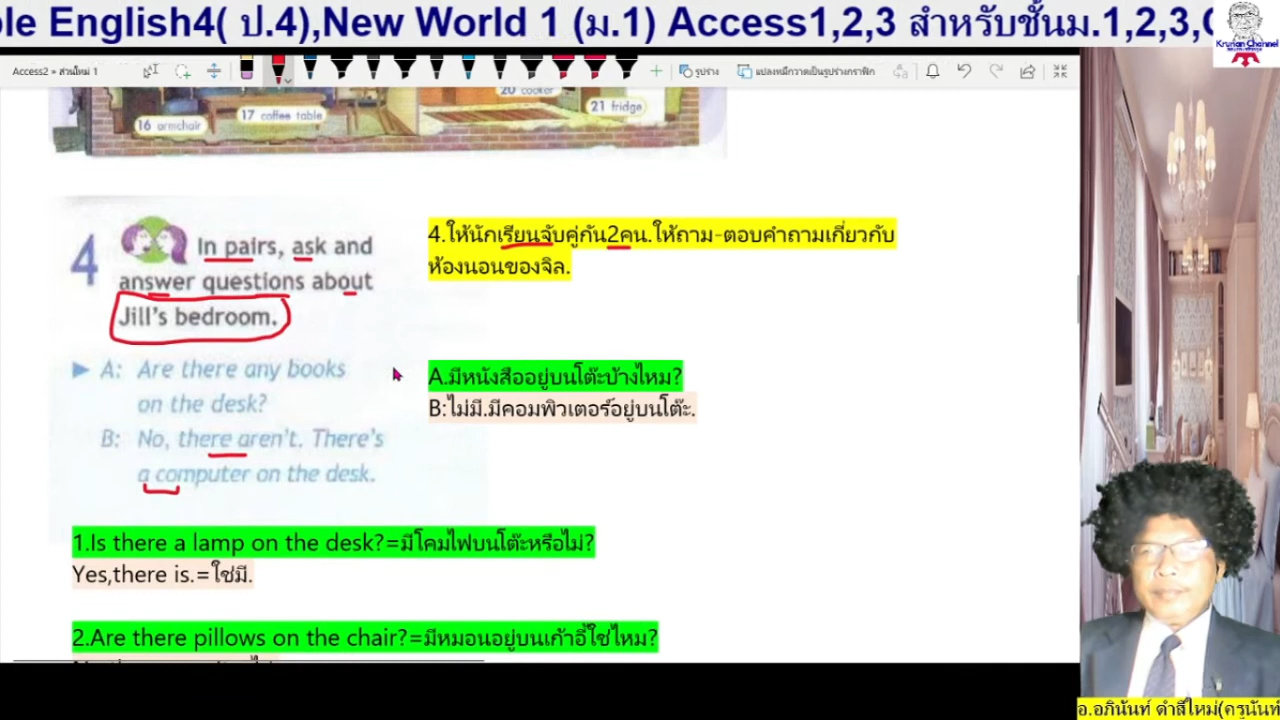 English4( ป.4),New World 1 (ม.1) Access1,2,3 สำหรับชั้นม.1,2,3,
Krunan Channel
Access2 = ส่วนใหม่ 1
รูปร่าง
แปลงหมึกวาดเป็นรูปร่างกราฟิก
20 cooker
21 fridge
17 coffee table
16 armchair
4 In pairs, ask and
answer questions about
Jill's bedroom.
4.ให้นักเรียนจับคู่กัน2คน.ให้ถาม-ตอบคำถามเกี่ยวกับ
ห้องนอนของจิล.
A: Are there any books
on the desk?
B: No, there aren't. There's
a computer on the desk.
A.มีหนังสืออยู่บนโต๊ะบ้างไหม?
B:ไม่มี.มีคอมพิวเตอร์อยู่บนโต๊ะ.
1.Is there a lamp on the desk?=มีโคมไฟบนโต๊ะหรือไม่?
Yes,there is.=ใช่มี.
2.Are there pillows on the chair?=มีหมอนอยู่บนเก้าอี้ใช่ไหม?
อ.อภินันท์ ดำสีใหม่(ครูนันท์